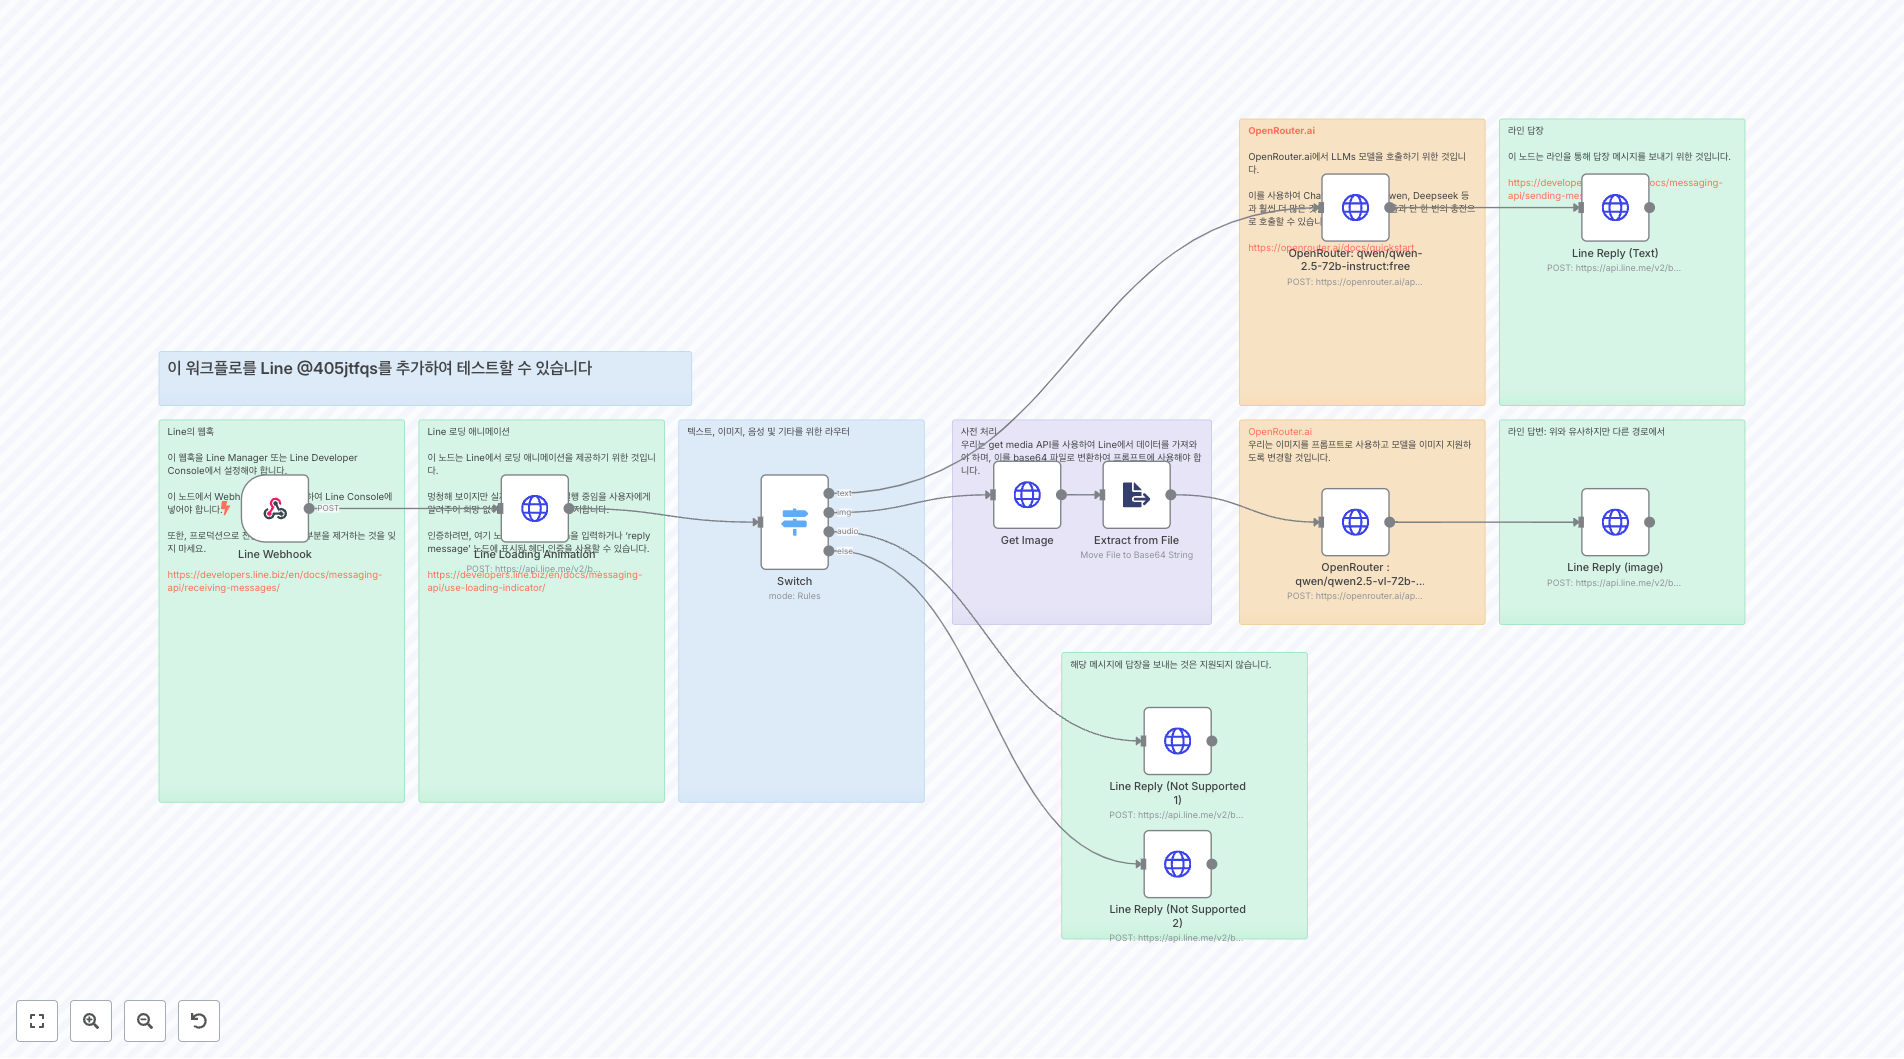 OpenRouter.ai
OpenRouter.ai에서 LLMs 모델을 호출하기 위한 것입니
다.
이를 사용하여 Cha wen, Deepseek 등
과 훨씬 더 많은 것 과 단 한 번의 충전으
로 호출할 수 있습니
https://openrouter.ai/docs/quickstart
OpenRouter: qwen/qwen-
2.5-72b-instruct:free
POST: https://openrouter.ai/ap...
라인 답장
이 노드는 라인을 통해 답장 메시지를 보내기 위한 것입니다.
https://develope ocs/messaging-
api/sending-me
Line Reply (Text)
POST: https://api.line.me/v2/b...
이 워크플로를 Line @405jtfqs를 추가하여 테스트할 수 있습니다
Line의 웹훅
이 웹훅을 Line Manager 또는 Line Developer
Console에서 설정해야 합니다.
이 노드에서 Webh 하여 Line Console에
넣어야 합니다.
또한, 프로덕션으로 부분을 제거하는 것을 잊
지 마세요.
POST
Line Webhook
https://developers.line.biz/en/docs/messaging-
api/receiving-messages/
Line 로딩 애니메이션
이 노드는 Line에서 로딩 애니메이션을 제공하기 위한 것입니
다.
멍청해 보이지만 실 행 중임을 사용자에게
알려주어 희망 없 지합니다.
인증하려면, 여기 노 을 입력하거나 ‘reply
message’ 노드에 표시된 헤더 인증을 사용할 수 있습니다.
Line Loading Animation
POST: https://api.line.me/v2/b...
https://developers.line.biz/en/docs/messaging-
api/use-loading-indicator/
텍스트, 이미지, 음성 및 기타를 위한 라우터
text
img
audio
else
Switch
mode: Rules
사전 처리
우리는 get media API를 사용하여 Line에서 데이터를 가져와
야 하며, 이를 base64 파일로 변환하여 프롬프트에 사용해야 합
니다.
Get Image
Extract from File
Move File to Base64 String
OpenRouter.ai
우리는 이미지를 프롬프트로 사용하고 모델을 이미지 지원하
도록 변경할 것입니다.
OpenRouter :
qwen/qwen2.5-vl-72b-...
POST: https://openrouter.ai/ap...
라인 답변: 위와 유사하지만 다른 경로에서
Line Reply (image)
POST: https://api.line.me/v2/b...
해당 메시지에 답장을 보내는 것은 지원되지 않습니다.
Line Reply (Not Supported
1)
POST: https://api.line.me/v2/b...
Line Reply (Not Supported
2)
POST: https://api.line.me/v2/b...